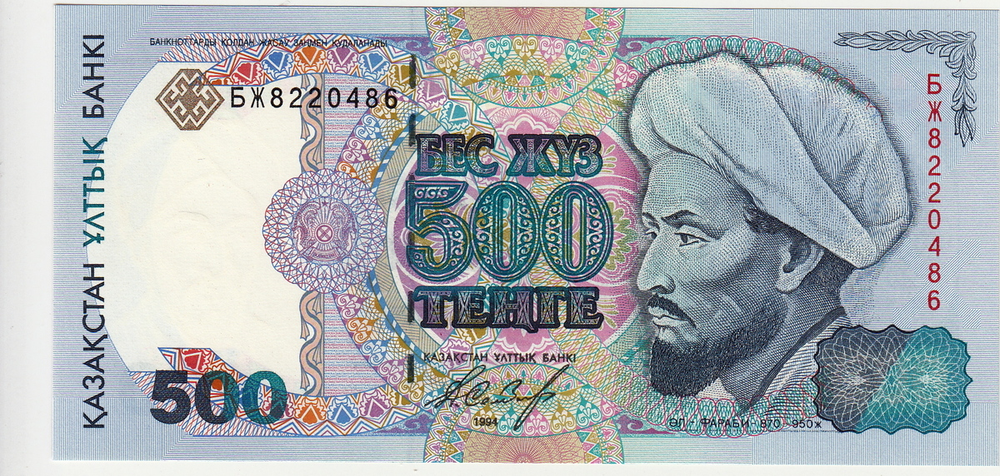 БАНКНОТТАРДЫ ҚОЛДАН ЖАСАУ ЗАҢМЕН ҚУДАЛАНАДЫ
ҚАЗАҚСТАН ҰЛТТЫҚ БАНКІ
БЖ8220486
БЖ8220486
БЕС ЖҮЗ
500
ТЕҢГЕ
ҚАЗАҚСТАН ҰЛТТЫҚ БАНКІ
500
1994
ӘЛ - ФАРАБИ - 870 - 950ж